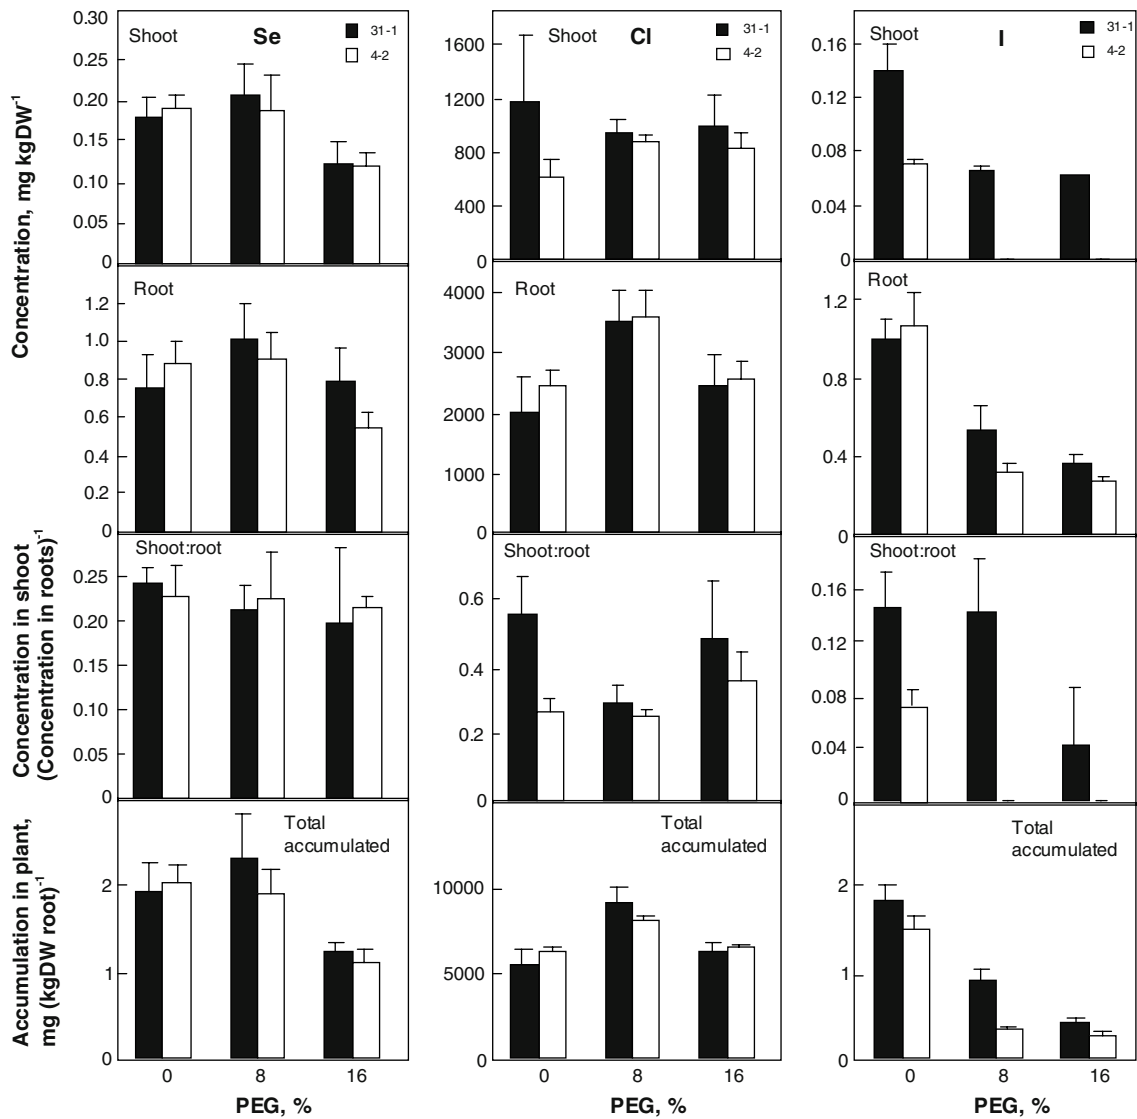 Concentration, mg kgDW⁻¹
Concentration in shoot
(Concentration in roots)⁻¹
Accumulation in plant,
mg (kgDW root)⁻¹
Shoot
Se
31-1
4-2
0.30
0.25
0.20
0.15
0.10
0.05
0
Root
1.2
1.0
0.8
0.6
0.4
0.2
0
Shoot:root
0.25
0.20
0.15
0.10
0.05
0
Total
accumulated
2
1
0
0 8 16
PEG, %
Shoot
Cl
31-1
4-2
1600
1200
800
400
0
Root
4000
3000
2000
1000
0
Shoot:root
0.6
0.4
0.2
0
Total
accumulated
10000
5000
0
0 8 16
PEG, %
Shoot
I
31-1
4-2
0.16
0.12
0.08
0.04
0
Root
1.2
0.8
0.4
0
Shoot:root
0.16
0.12
0.08
0.04
0
Total
accumulated
2
1
0
0 8 16
PEG, %